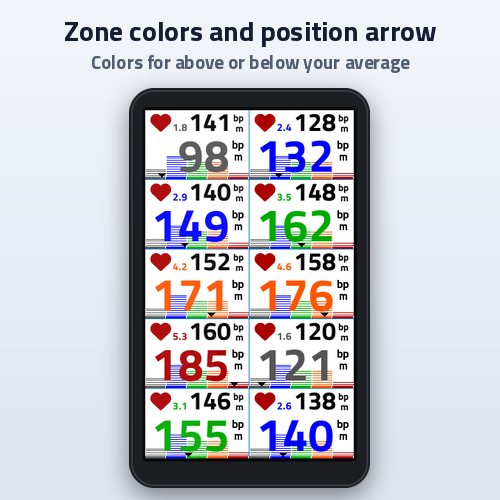 Zone colors and position arrow
Colors for above or below your average
1.8 141 bpm
98 bpm
2.4 128 bpm
132 bpm
2.9 140 bpm
149 bpm
3.5 148 bpm
162 bpm
4.2 152 bpm
171 bpm
4.6 158 bpm
176 bpm
5.3 160 bpm
185 bpm
1.6 120 bpm
121 bpm
3.1 146 bpm
155 bpm
2.6 138 bpm
140 bpm